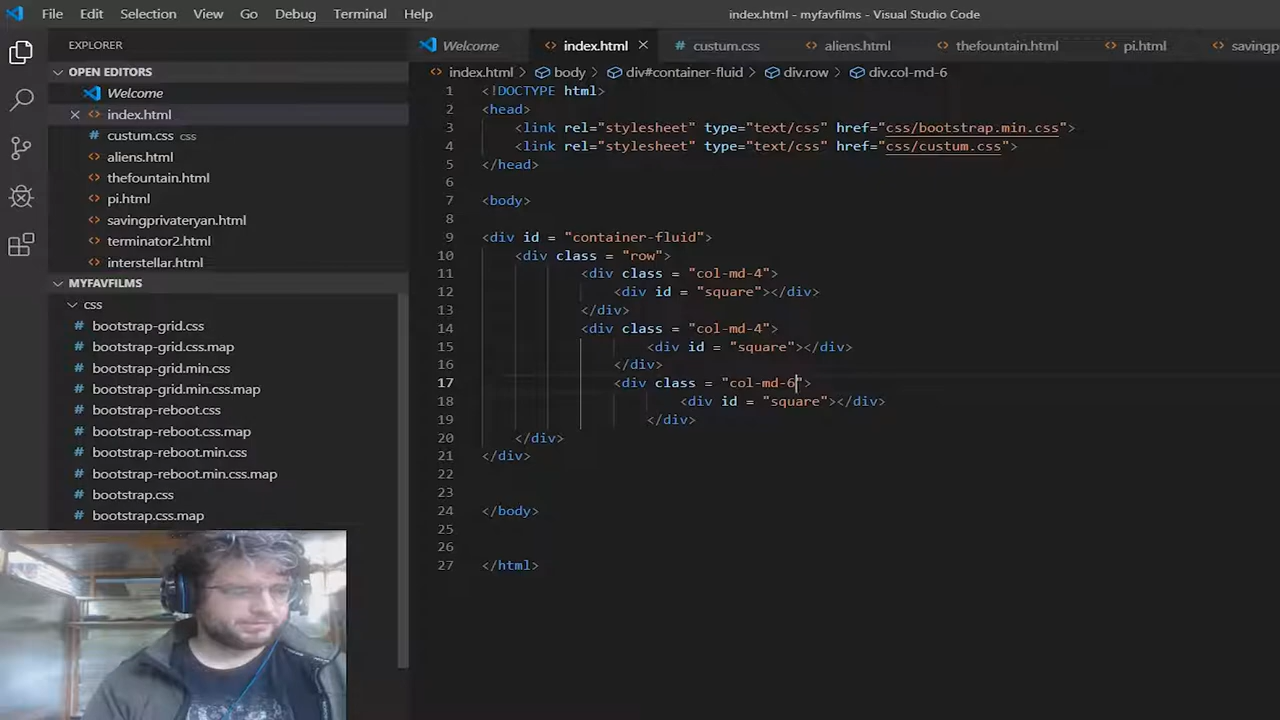 File Edit Selection View Go Debug Terminal Help index.html - myfavfilms - Visual Studio Code
EXPLORER
OPEN EDITORS
Welcome
index.html
custum.css css
aliens.html
thefountain.html
pi.html
savingprivateryan.html
terminator2.html
interstellar.html
MYFAVFILMS
css
bootstrap-grid.css
bootstrap-grid.css.map
bootstrap-grid.min.css
bootstrap-grid.min.css.map
bootstrap-reboot.css
bootstrap-reboot.css.map
bootstrap-reboot.min.css
bootstrap-reboot.min.css.map
bootstrap.css
bootstrap.css.map
Welcome index.html custum.css aliens.html thefountain.html pi.html savingp
index.html > body > div#container-fluid > div.row > div.col-md-6
1 <!DOCTYPE html>
2 <head>
3 <link rel="stylesheet" type="text/css" href="css/bootstrap.min.css">
4 <link rel="stylesheet" type="text/css" href="css/custum.css">
5 </head>
6
7 <body>
8
9 <div id = "container-fluid">
10 <div class = "row">
11 <div class = "col-md-4">
12 <div id = "square"></div>
13 </div>
14 <div class = "col-md-4">
15 <div id = "square"></div>
16 </div>
17 <div class = "col-md-6">
18 <div id = "square"></div>
19 </div>
20 </div>
21 </div>
22
23
24 </body>
25
26
27 </html>